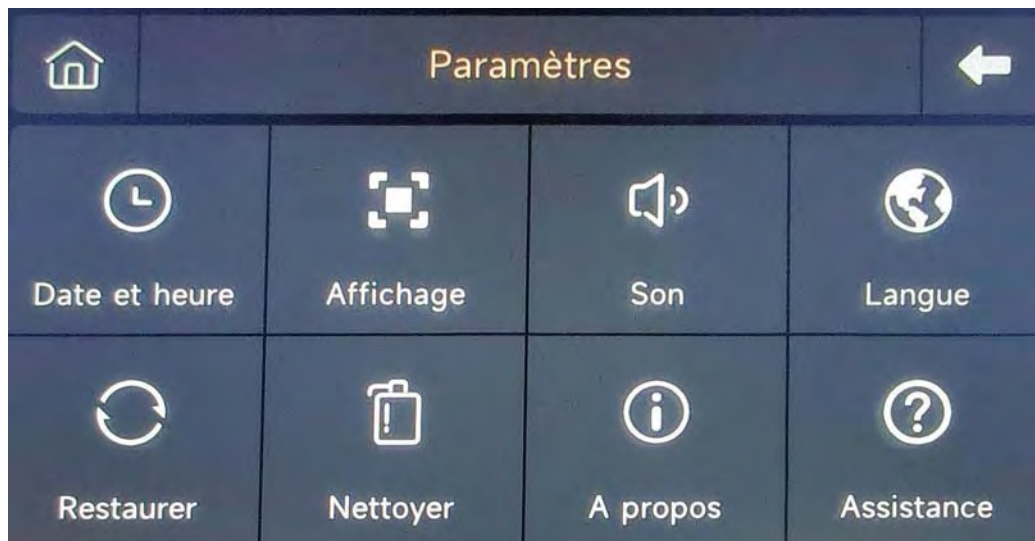 Paramètres
Date et heure
Affichage
Son
Langue
Restaurer
Nettoyer
A propos
Assistance